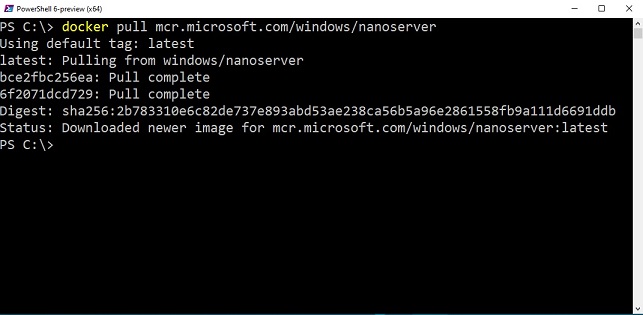 PowerShell 6-preview (x64)
PS C:\> docker pull mcr.microsoft.com/windows/nanoserver
Using default tag: latest
latest: Pulling from windows/nanoserver
bce2fbc256ea: Pull complete
6f2071dcd729: Pull complete
Digest: sha256:2b783310e6c82de737e893abd53ae238ca56b5a96e2861558fb9a111d6691ddb
Status: Downloaded newer image for mcr.microsoft.com/windows/nanoserver:latest
PS C:\>